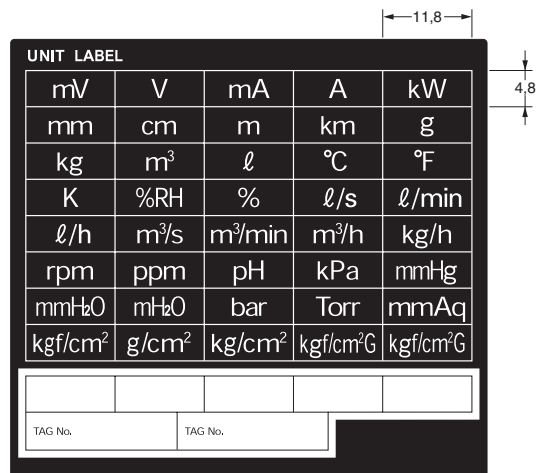 11,8
UNIT LABEL
4,8
mV V mA A kW
mm cm m km g
kg m³ ℓ °C °F
K %RH % ℓ/s ℓ/min
ℓ/h m³/s m³/min m³/h kg/h
rpm ppm pH kPa mmHg
mmH₂O mH₂O bar Torr mmAq
kgf/cm² g/cm² kg/cm² kgf/cm²G kgf/cm²G
TAG No. TAG No.